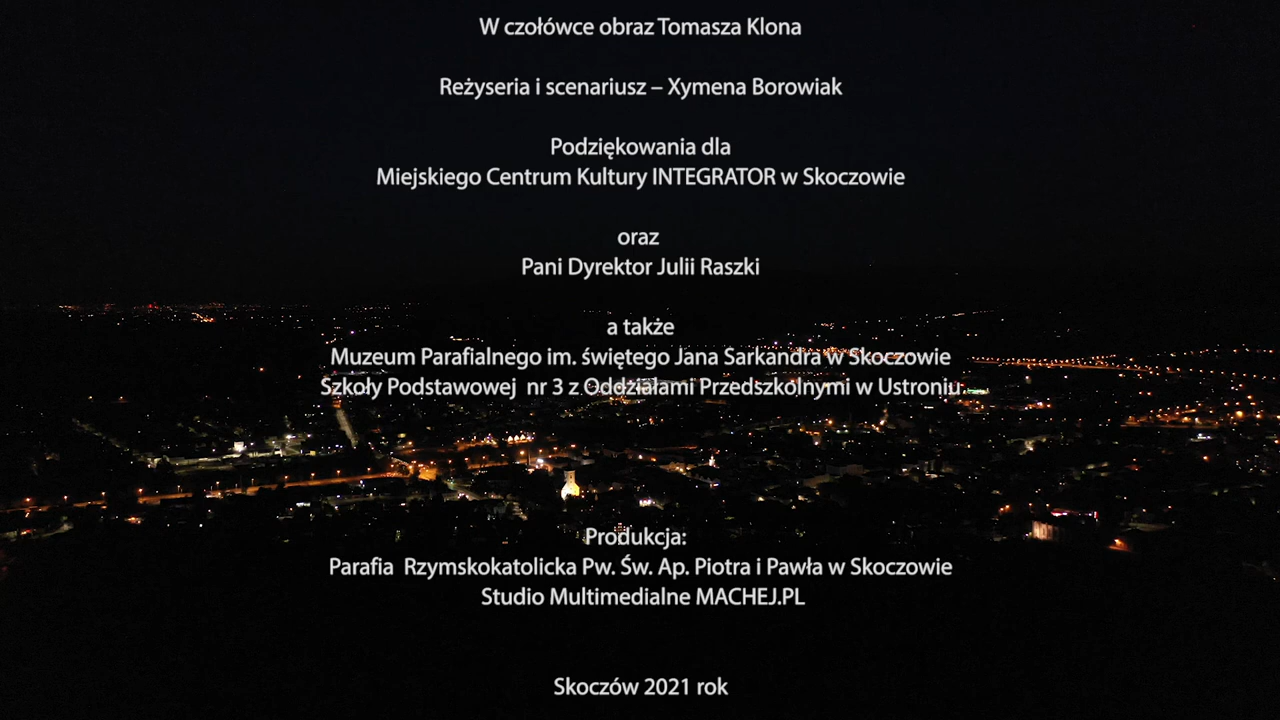 W czołówce obraz Tomasza Klona
Reżyseria i scenariusz – Xymena Borowiak
Podziękowania dla
Miejskiego Centrum Kultury INTEGRATOR w Skoczowie
oraz
Pani Dyrektor Julii Raszki
a także
Muzeum Parafialnego im. świętego Jana Sarkandra w Skoczowie
Szkoły Podstawowej  nr 3 z Oddziałami Przedszkolnymi w Ustroniu
Produkcja:
Parafia  Rzymskokatolicka Pw. Św. Ap. Piotra i Pawła w Skoczowie
Studio Multimedialne MACHEJ.PL
Skoczów 2021 rok